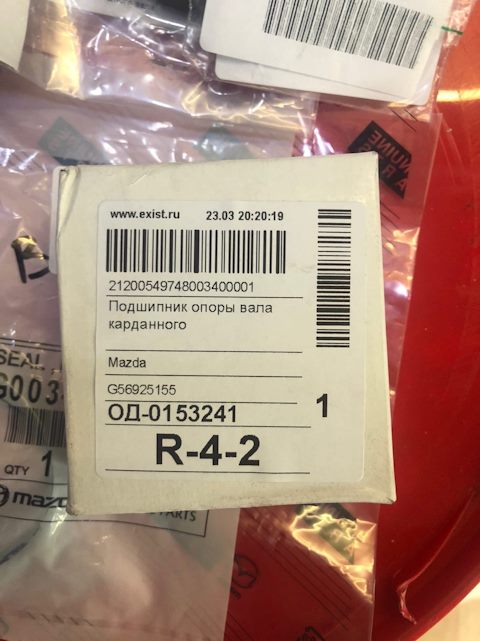 www.exist.ru 23.03 20:20:19
21200549748003400001
Подшипник опоры вала
карданного
Mazda
G56925155
ОД-0153241
1
R-4-2
SEAL
QTY 1
mazda
PARTS